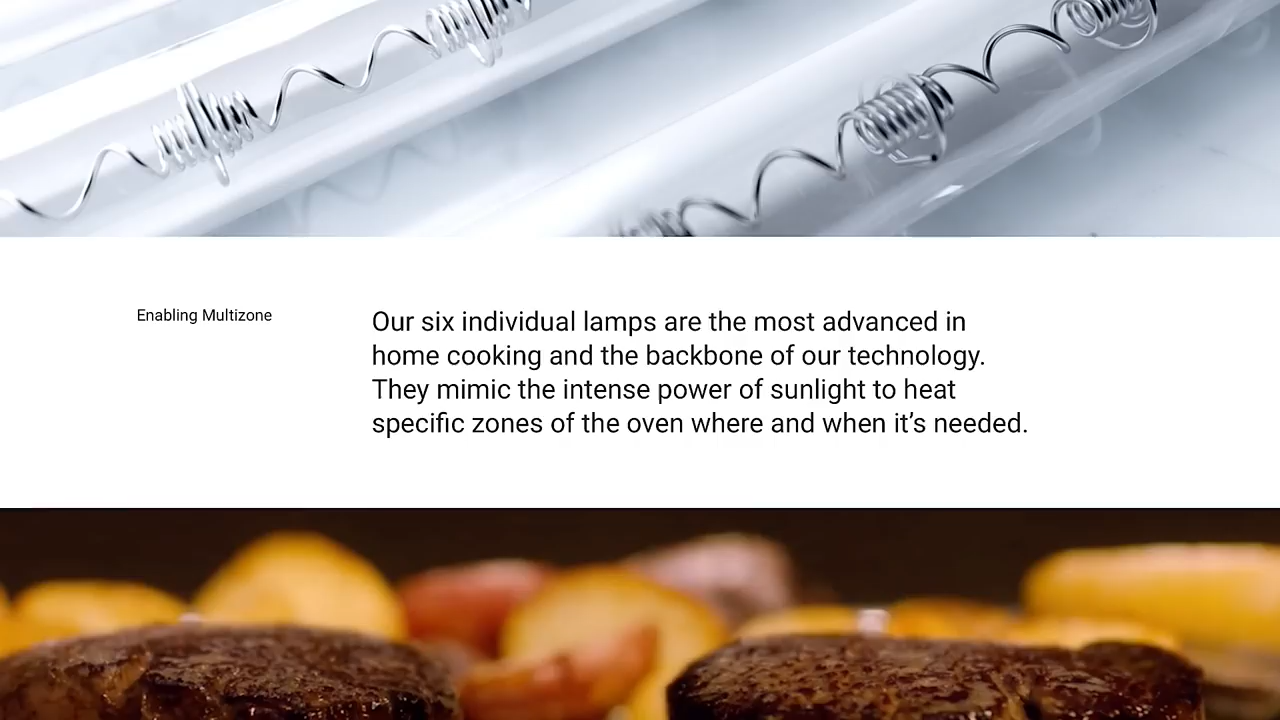 Enabling Multizone
Our six individual lamps are the most advanced in
home cooking and the backbone of our technology.
They mimic the intense power of sunlight to heat
specific zones of the oven where and when it’s needed.